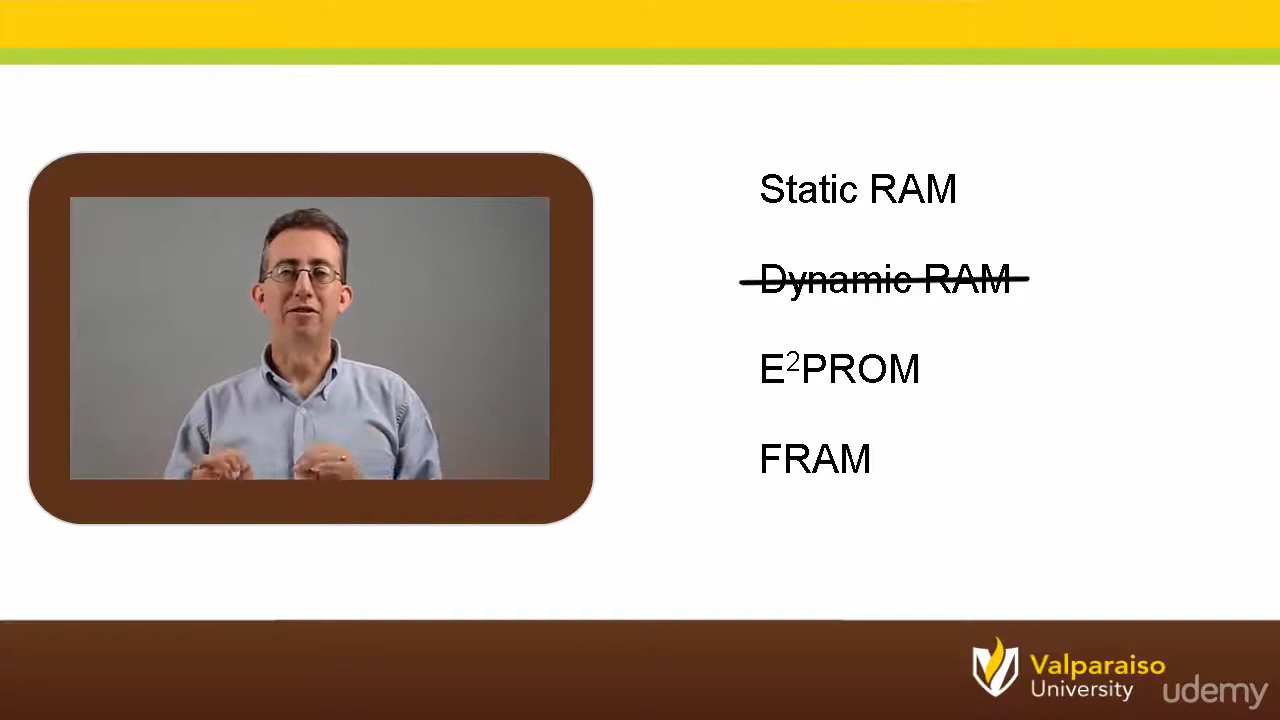 Static RAM
Dynamic RAM
E²PROM
FRAM
Valparaiso
University
udemy